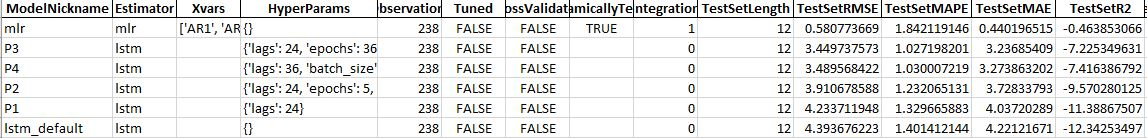 ModelNickname Estimator Xvars HyperParams bservation Tuned ossValidat amicallyTe ntegration TestSetLength TestSetRMSE TestSetMAPE TestSetMAE TestSetR2
mlr mlr ['AR1', 'AR {} 238 FALSE FALSE TRUE 1 12 0.580773669 1.842119146 0.440196515 -0.463853066
P3 lstm {'lags': 24, 'epochs': 36 238 FALSE FALSE 0 12 3.449737573 1.027198201 3.23685409 -7.225349631
P4 lstm {'lags': 36, 'batch_size' 238 FALSE FALSE 0 12 3.489568422 1.030007219 3.273863202 -7.416386792
P2 lstm {'lags': 24, 'epochs': 5, 238 FALSE FALSE 0 12 3.910678588 1.232065131 3.72833793 -9.570280125
P1 lstm {'lags': 24} 238 FALSE FALSE 0 12 4.233711948 1.329665883 4.03720289 -11.38867507
lstm_default lstm {} 238 FALSE FALSE 0 12 4.393676223 1.401412144 4.22121671 -12.34253497